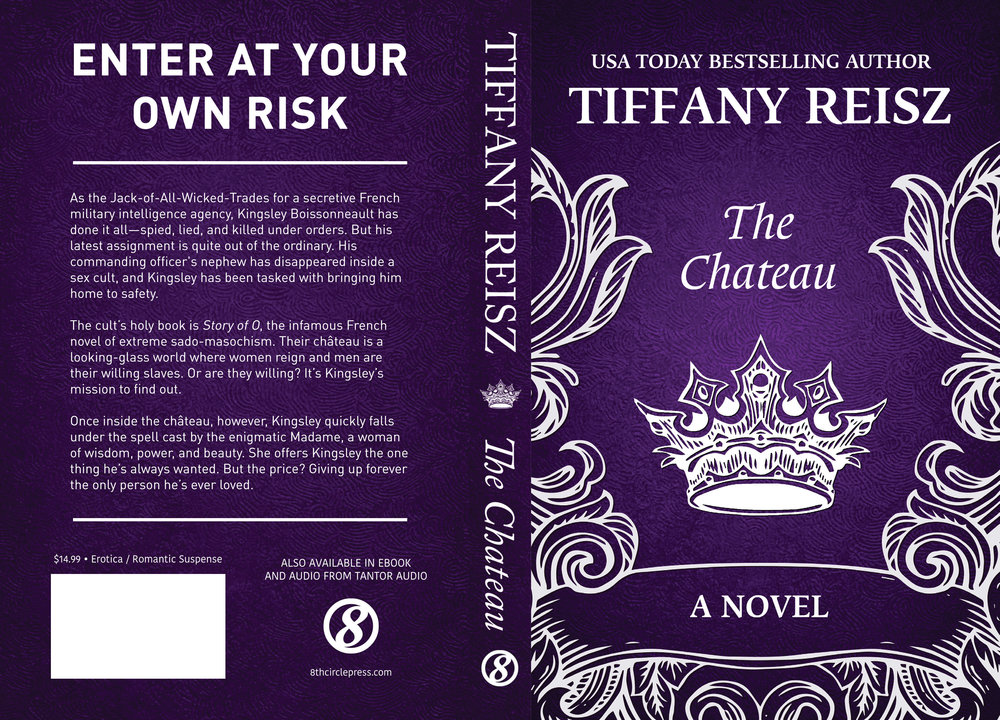 ENTER AT YOUR
OWN RISK
As the Jack-of-All-Wicked-Trades for a secretive French
military intelligence agency, Kingsley Boissonneault has
done it all—spied, lied, and killed under orders. But his
latest assignment is quite out of the ordinary. His
commanding officer's nephew has disappeared inside a
sex cult, and Kingsley has been tasked with bringing him
home to safety.
The cult's holy book is Story of O, the infamous French
novel of extreme sado-masochism. Their château is a
looking-glass world where women reign and men are
their willing slaves. Or are they willing? It's Kingsley's
mission to find out.
Once inside the château, however, Kingsley quickly falls
under the spell cast by the enigmatic Madame, a woman
of wisdom, power, and beauty. She offers Kingsley the one
thing he's always wanted. But the price? Giving up forever
the only person he's ever loved.
$14.99 • Erotica / Romantic Suspense
ALSO AVAILABLE IN EBOOK
AND AUDIO FROM TANTOR AUDIO
8
8thcirclepress.com
TIFFANY REISZ
The Chateau
8
USA TODAY BESTSELLING AUTHOR
TIFFANY REISZ
The
Chateau
A NOVEL